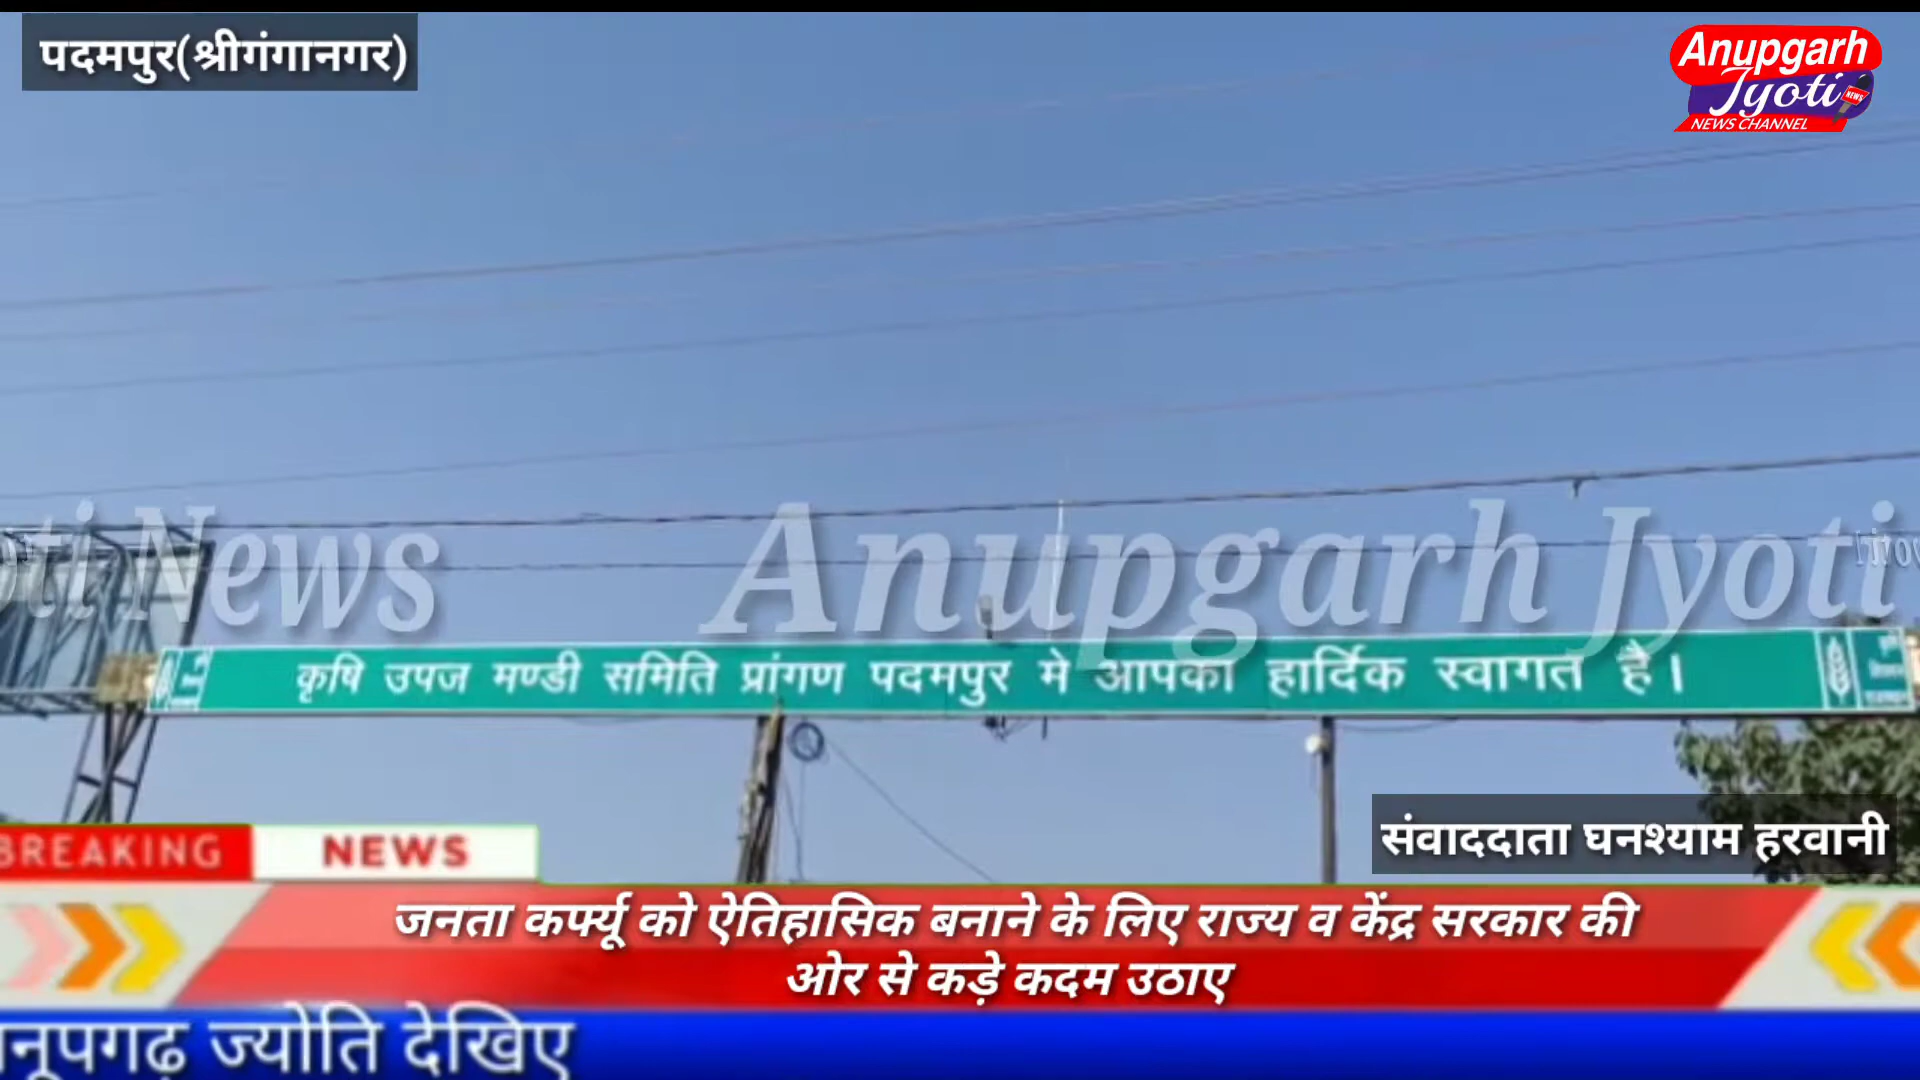 पदमपुर(श्रीगंगानगर)
Anupgarh
Jyoti
NEWS
NEWS CHANNEL
News
Anupgarh Jyoti
कृषि उपज मण्डी समिति प्रांगण पदमपुर मे आपका हार्दिक स्वागत है।
संवाददाता घनश्याम हरवानी
BREAKING NEWS
जनता कर्फ्यू को ऐतिहासिक बनाने के लिए राज्य व केंद्र सरकार की
ओर से कड़े कदम उठाए
ज्योति देखिए